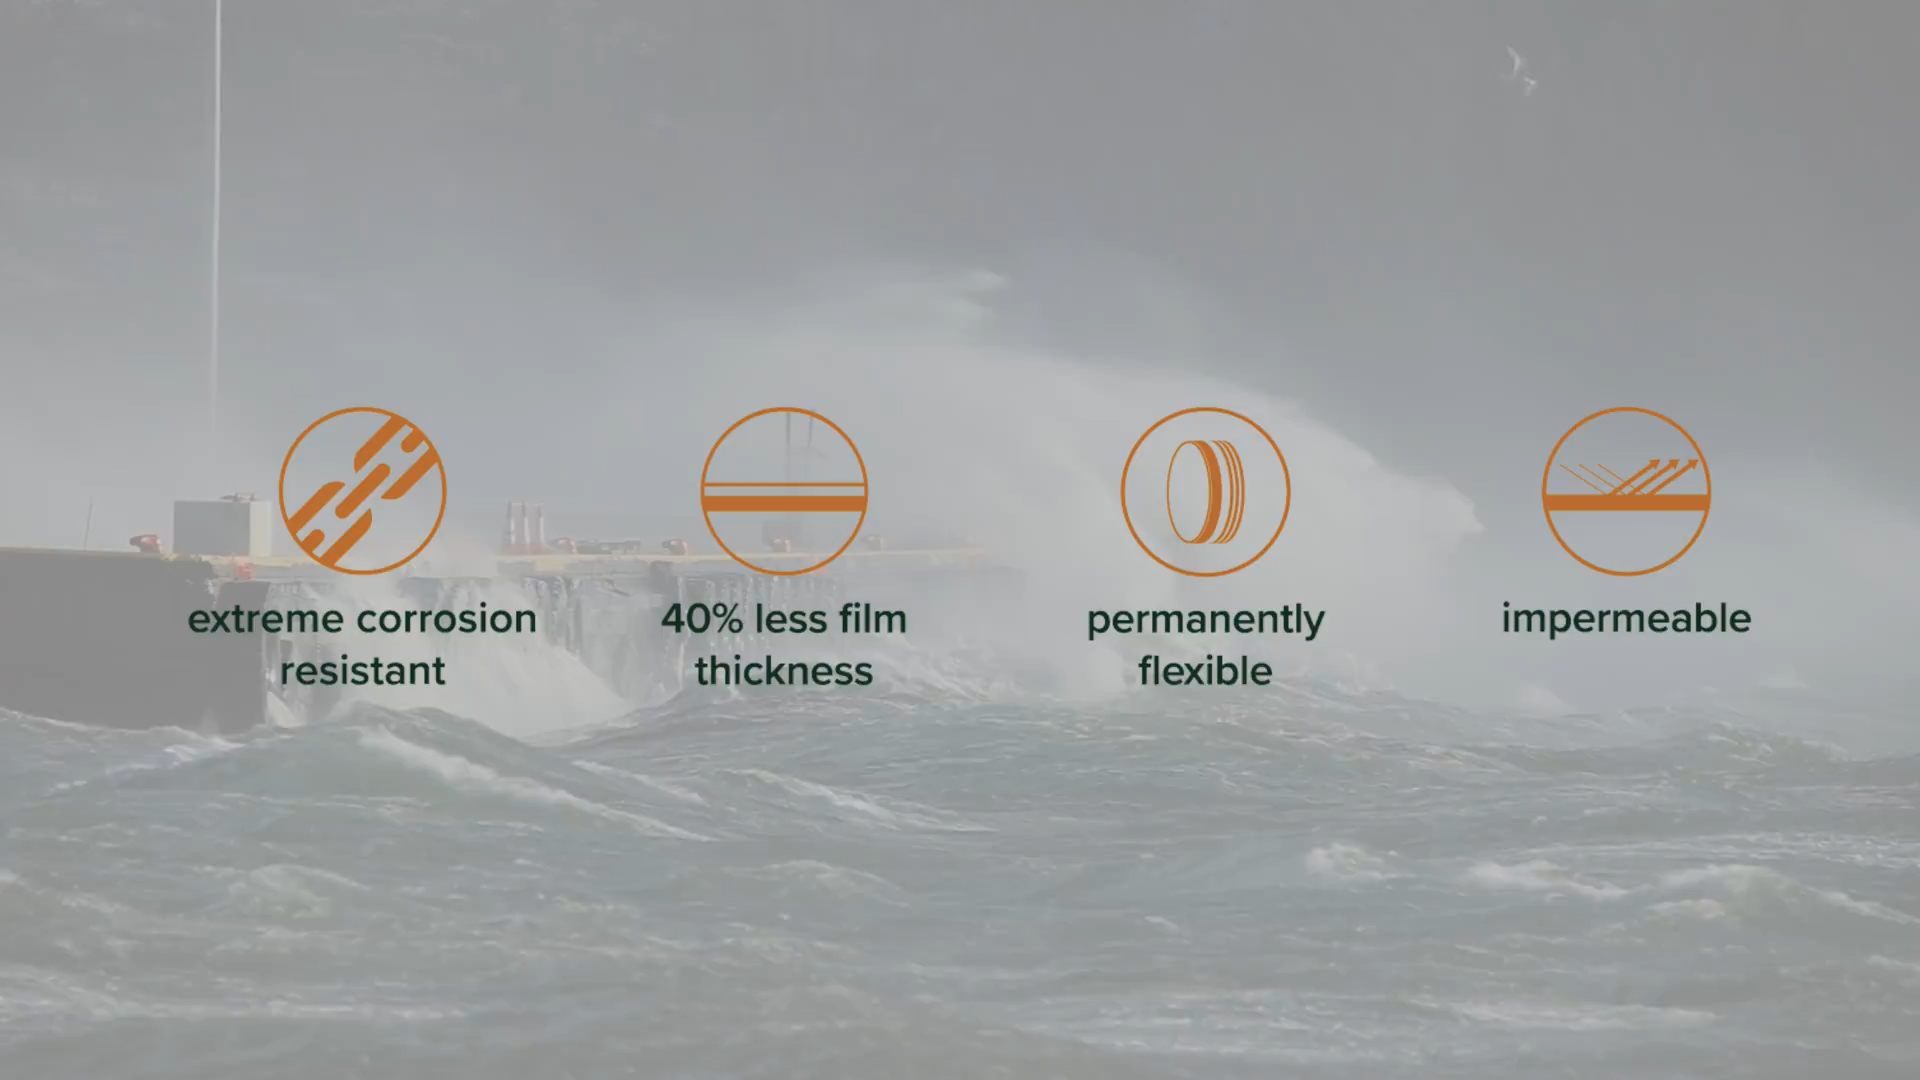 extreme corrosion
resistant
40% less film
thickness
permanently
flexible
impermeable